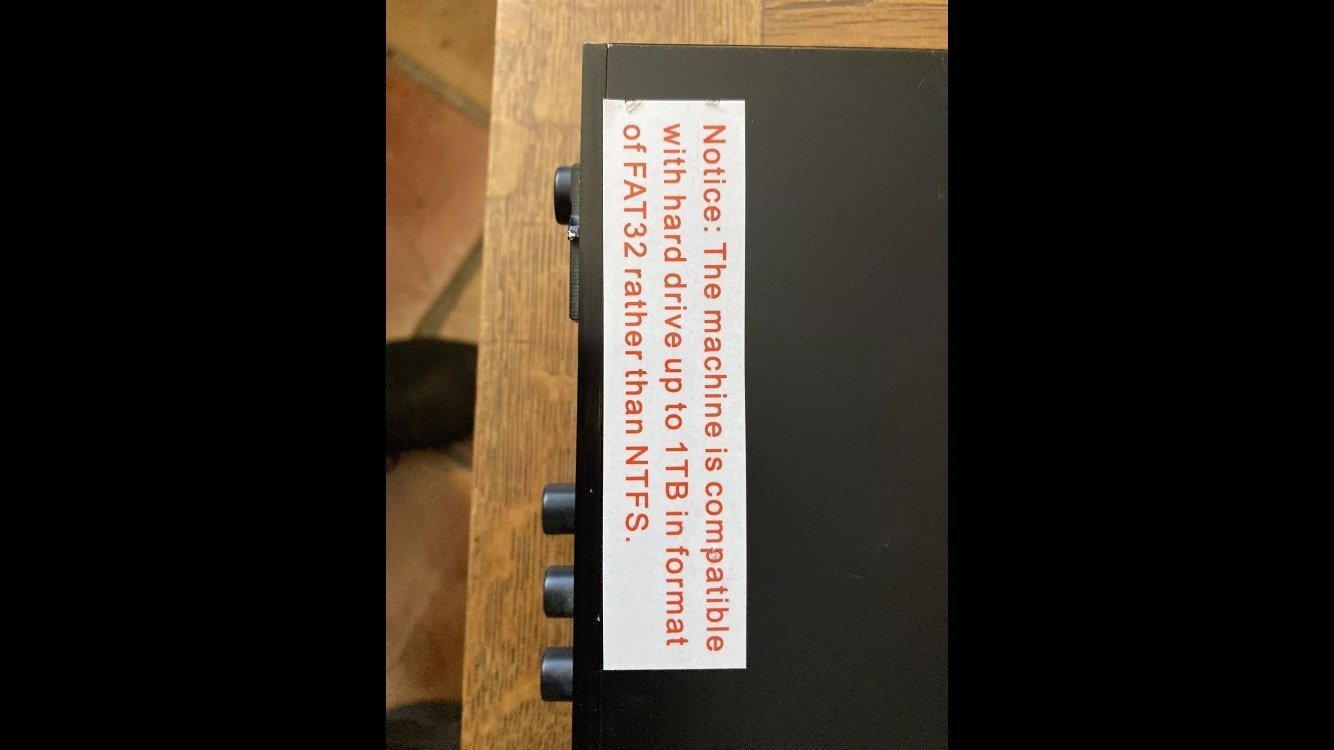 Notice: The machine is compatible
with hard drive up to 1TB in format
of FAT32 rather than NTFS.